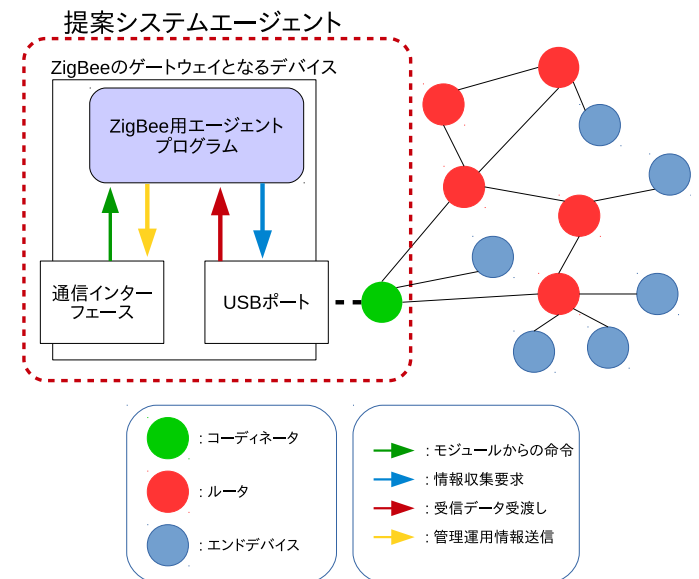 提案システムエージェント
ZigBeeのゲートウェイとなるデバイス
ZigBee用エージェント
プログラム
通信インター
フェース
USBポート
: コーディネータ
: ルータ
: エンドデバイス
: モジュールからの命令
: 情報収集要求
: 受信データ受渡し
: 管理運用情報送信